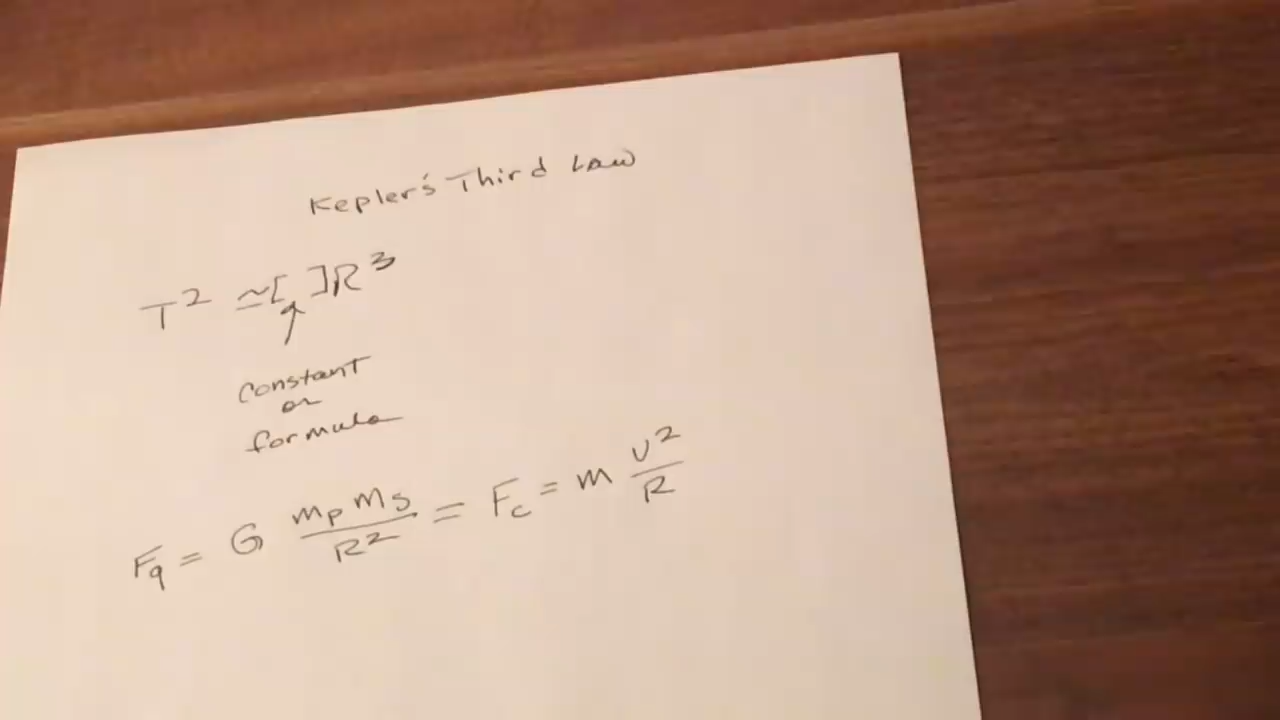 Kepler's Third Law
T² ≃ [ ] R³
↑
constant
or
formula
Fg = G mp ms / R² = Fc = m v² / R